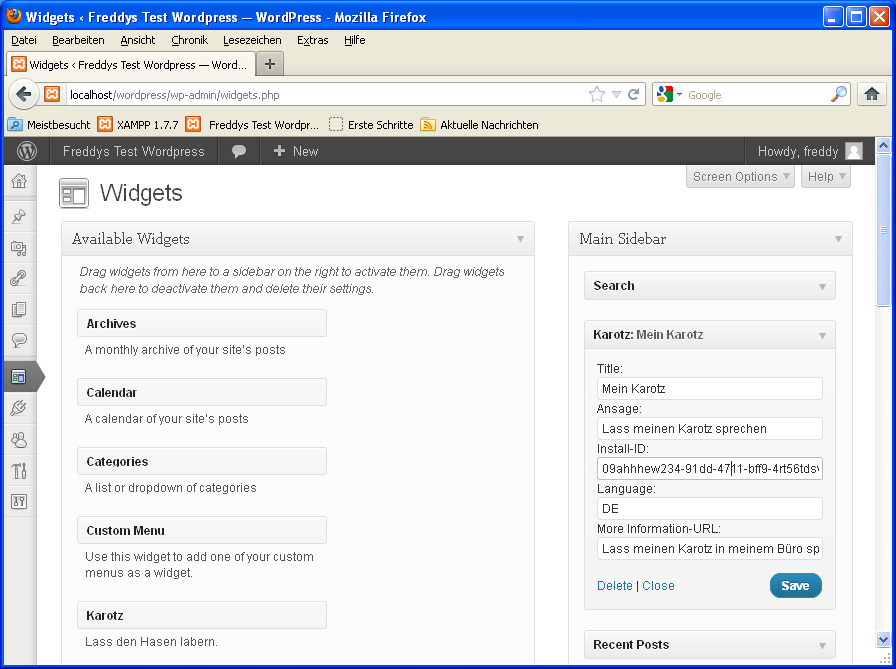 Widgets ‹ Freddys Test Wordpress — WordPress - Mozilla Firefox
Datei Bearbeiten Ansicht Chronik Lesezeichen Extras Hilfe
Widgets ‹ Freddys Test Wordpress — Word...
localhost/wordpress/wp-admin/widgets.php
Google
Meistbesucht XAMPP 1.7.7 Freddys Test Wordpr... Erste Schritte Aktuelle Nachrichten
Freddys Test Wordpress + New Howdy, freddy
Screen Options Help
Widgets
Available Widgets
Drag widgets from here to a sidebar on the right to activate them. Drag widgets
back here to deactivate them and delete their settings.
Archives
A monthly archive of your site's posts
Calendar
A calendar of your site's posts
Categories
A list or dropdown of categories
Custom Menu
Use this widget to add one of your custom
menus as a widget.
Karotz
Lass den Hasen labern.
Main Sidebar
Search
Karotz: Mein Karotz
Title:
Mein Karotz
Ansage:
Lass meinen Karotz sprechen
Install-ID:
09ahhhew234-91dd-4711-bff9-4rt56tdsv
Language:
DE
More Information-URL:
Lass meinen Karotz in meinem Büro sp
Delete | Close Save
Recent Posts